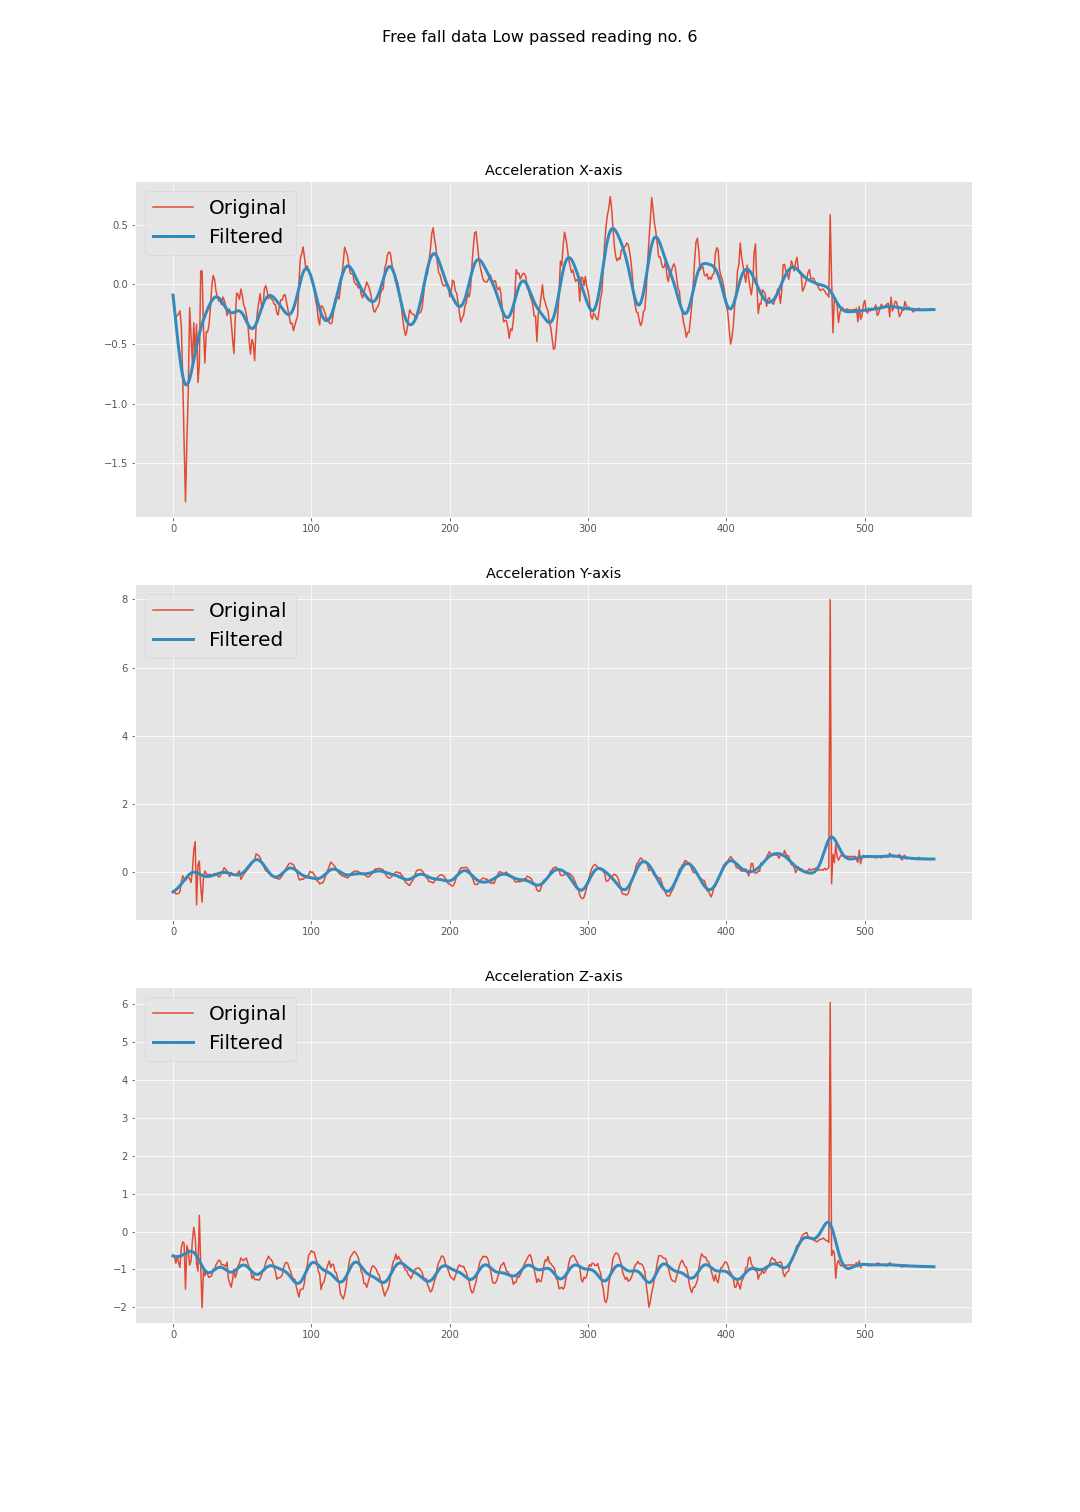 Free fall data Low passed reading no. 6
Acceleration X-axis
Original
Filtered
0.5
0.0
−0.5
−1.0
−1.5
0 100 200 300 400 500
Acceleration Y-axis
Original
Filtered
8
6
4
2
0
0 100 200 300 400 500
Acceleration Z-axis
Original
Filtered
6
5
4
3
2
1
0
−1
−2
0 100 200 300 400 500